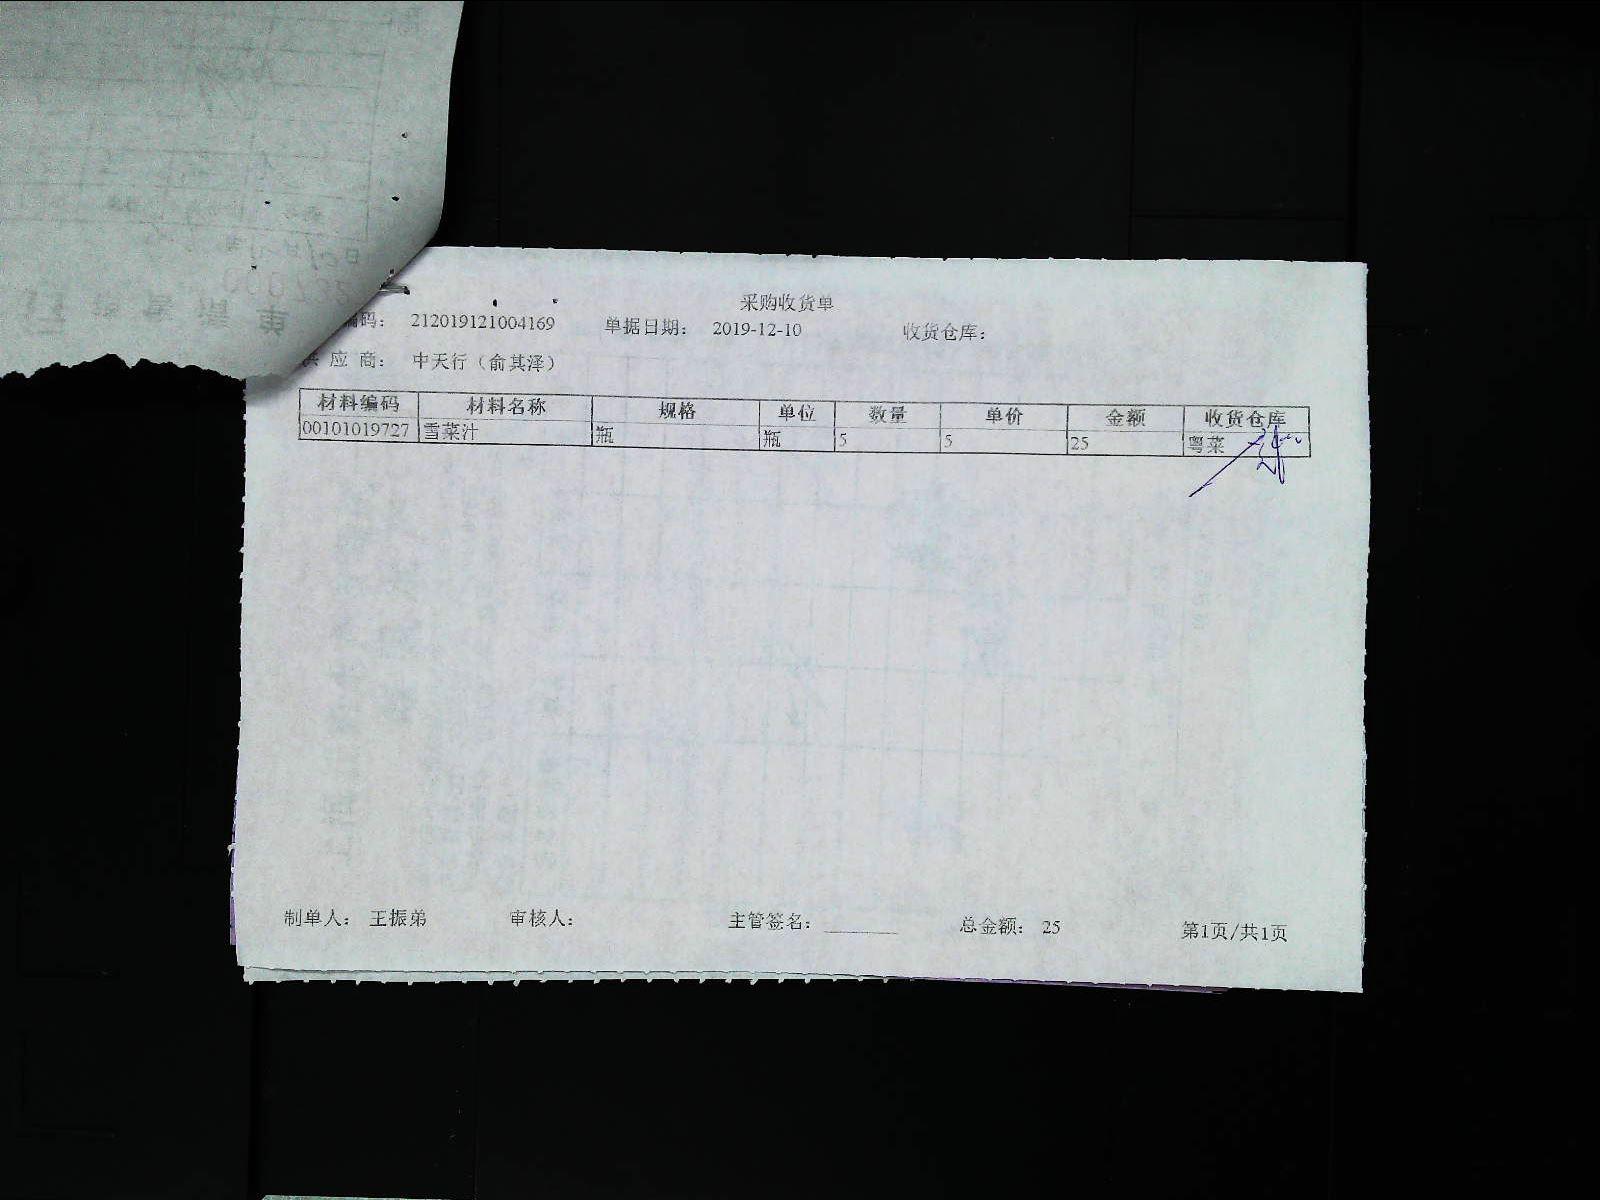 采购收货单
编码： 212019121004169 单据日期： 2019-12-10 收货仓库：
供 应 商： 中天行（俞其泽）
材料编码 材料名称 规格 单位 数量 单价 金额 收货仓库
00101019727 雪菜汁 瓶 瓶 5 5 25 粤菜
制单人： 王振弟 审核人： 主管签名： 总金额： 25 第1页/共1页